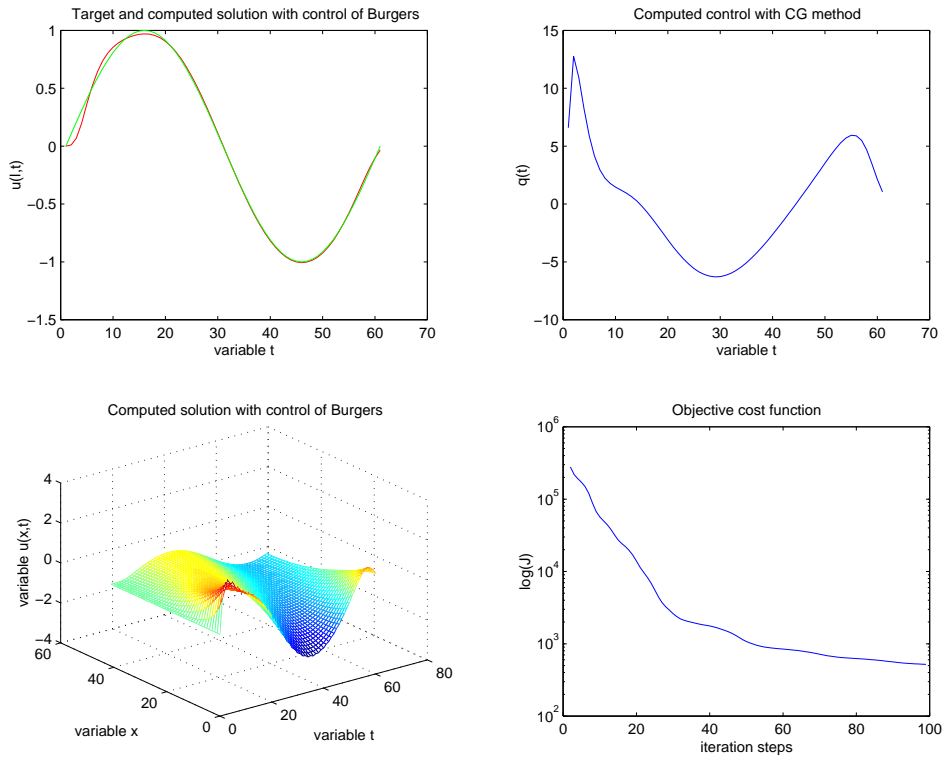 Target and computed solution with control of Burgers
1
0.5
0
−0.5
−1
−1.5
u(l,t)
0 10 20 30 40 50 60 70
variable t
Computed control with CG method
15
10
5
0
−5
−10
q(t)
0 10 20 30 40 50 60 70
variable t
Computed solution with control of Burgers
4
2
0
−2
−4
variable u(x,t)
60
40
20
0
variable x
0
20
40
60
80
variable t
Objective cost function
10^6
10^5
10^4
10^3
10^2
log(J)
0 20 40 60 80 100
iteration steps